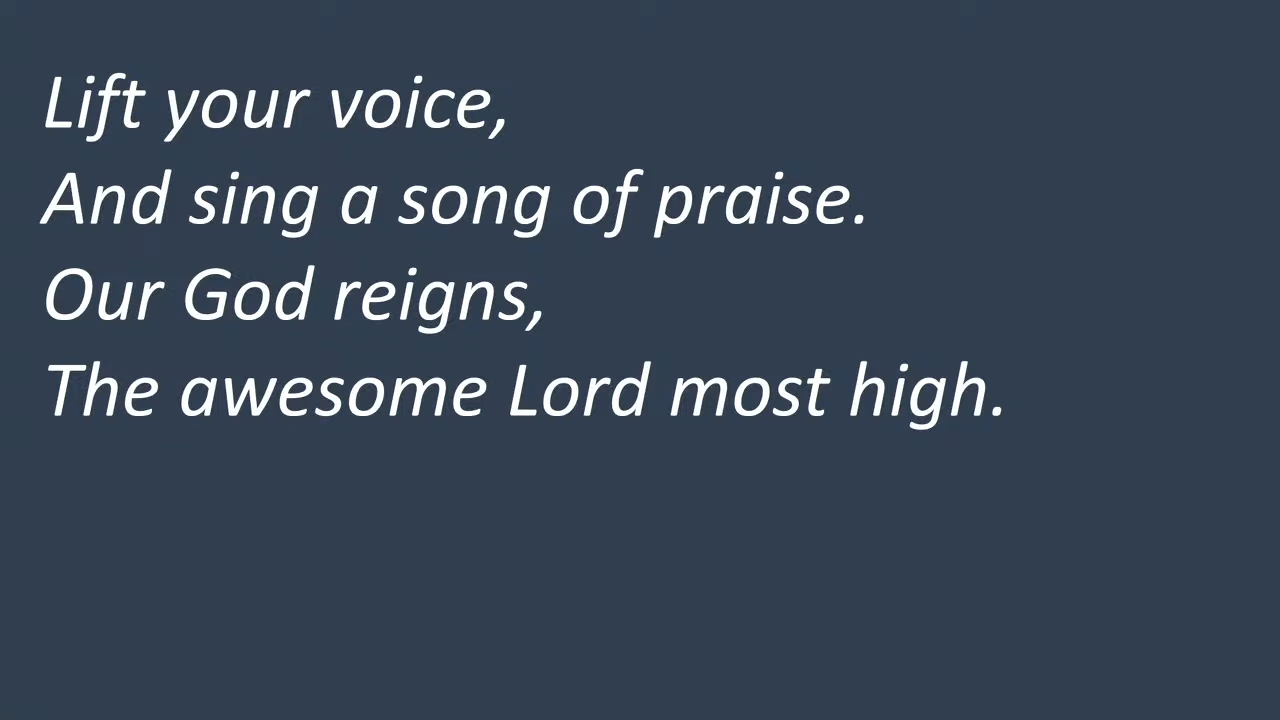 Lift your voice,
And sing a song of praise.
Our God reigns,
The awesome Lord most high.